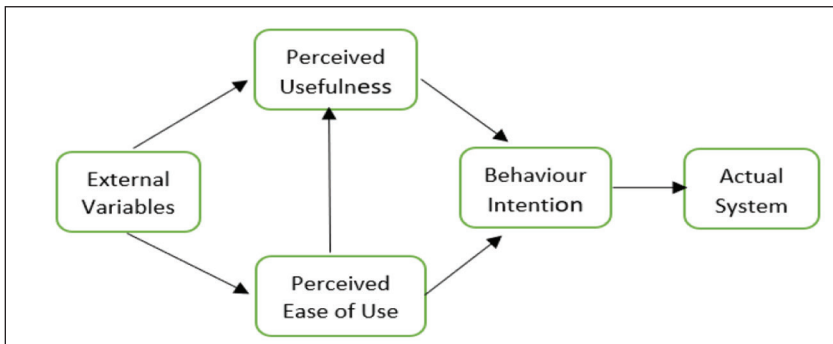 Perceived
Usefulness
External
Variables
Behaviour
Intention
Actual
System
Perceived
Ease of Use